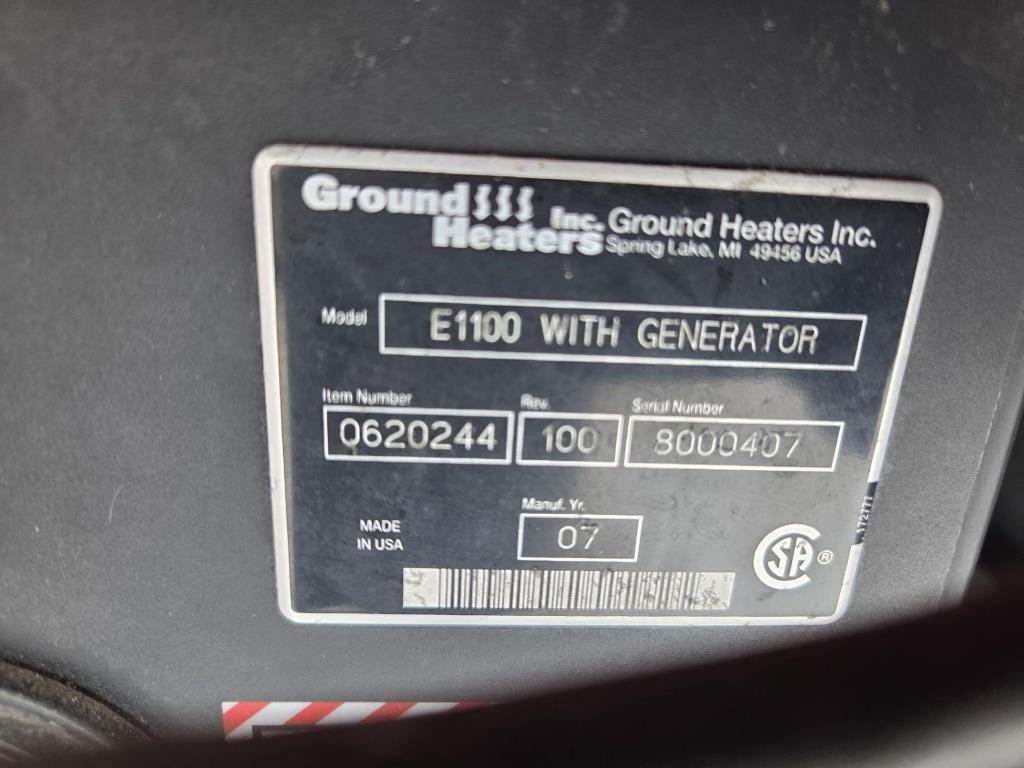 Ground Heaters Inc.
Ground Heaters Inc.
Spring Lake, MI 49456 USA
Model E1100 WITH GENERATOR
Item Number Rev. Serial Number
0620244 100 8000407
Manuf. Yr.
07
MADE
IN USA
CSA ®